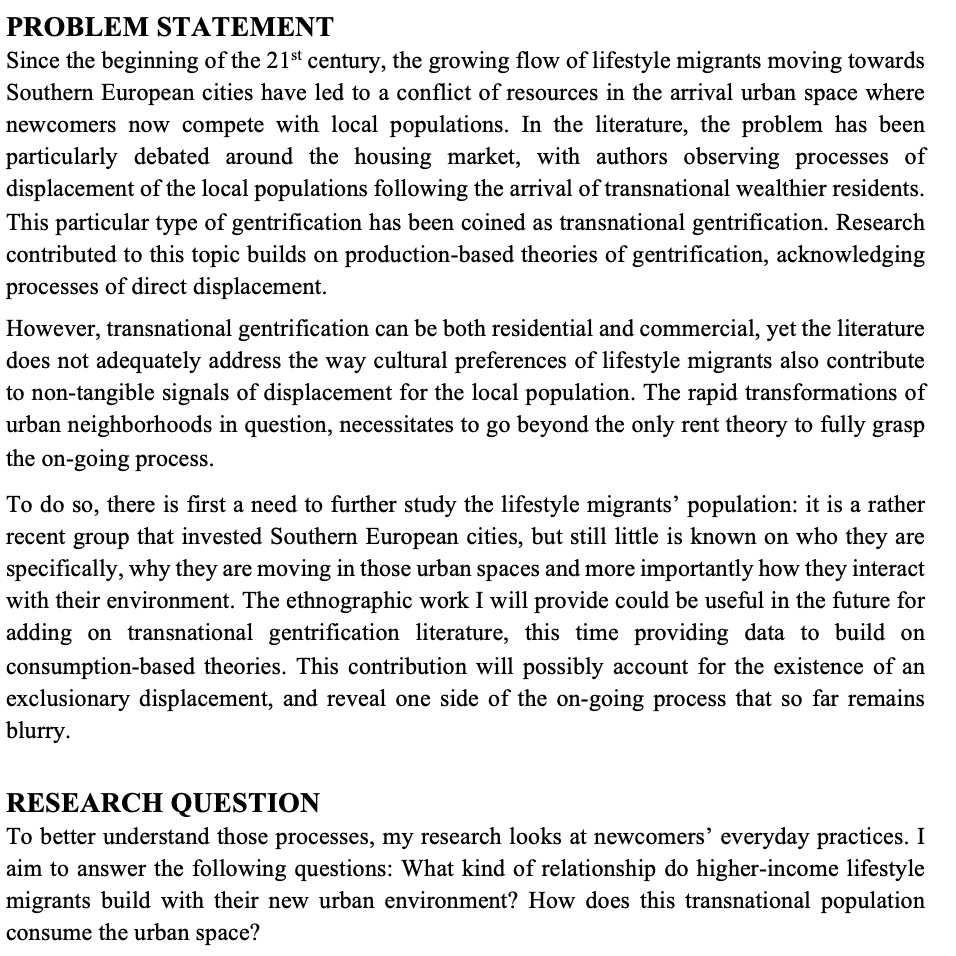 PROBLEM STATEMENT
Since the beginning of the 21st century, the growing flow of lifestyle migrants moving towards
Southern European cities have led to a conflict of resources in the arrival urban space where
newcomers now compete with local populations. In the literature, the problem has been
particularly debated around the housing market, with authors observing processes of
displacement of the local populations following the arrival of transnational wealthier residents.
This particular type of gentrification has been coined as transnational gentrification. Research
contributed to this topic builds on production-based theories of gentrification, acknowledging
processes of direct displacement.
However, transnational gentrification can be both residential and commercial, yet the literature
does not adequately address the way cultural preferences of lifestyle migrants also contribute
to non-tangible signals of displacement for the local population. The rapid transformations of
urban neighborhoods in question, necessitates to go beyond the only rent theory to fully grasp
the on-going process.
To do so, there is first a need to further study the lifestyle migrants’ population: it is a rather
recent group that invested Southern European cities, but still little is known on who they are
specifically, why they are moving in those urban spaces and more importantly how they interact
with their environment. The ethnographic work I will provide could be useful in the future for
adding on transnational gentrification literature, this time providing data to build on
consumption-based theories. This contribution will possibly account for the existence of an
exclusionary displacement, and reveal one side of the on-going process that so far remains
blurry.
RESEARCH QUESTION
To better understand those processes, my research looks at newcomers’ everyday practices. I
aim to answer the following questions: What kind of relationship do higher-income lifestyle
migrants build with their new urban environment? How does this transnational population
consume the urban space?